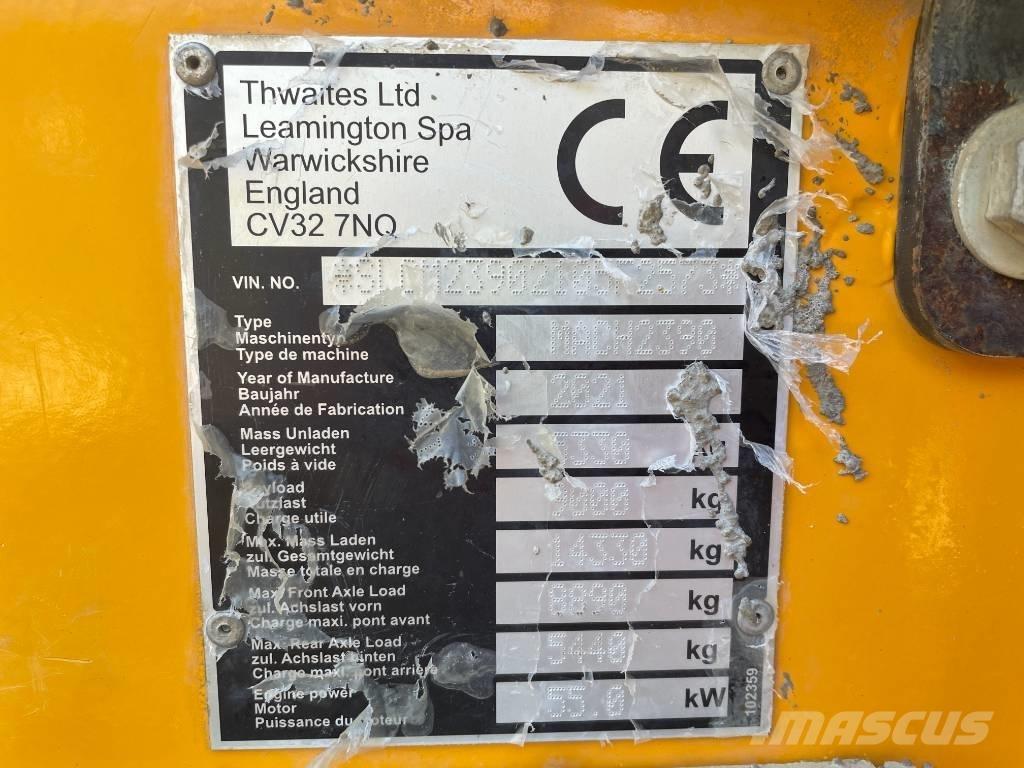 Thwaites Ltd
Leamington Spa
Warwickshire
England
CV32 7NQ
CE
VIN. NO.
Type
Maschinentyp
Type de machine
MACH2390
Year of Manufacture
Baujahr
Année de Fabrication
2021
Mass Unladen
Leergewicht
Poids à vide
Payload
Nutzlast
Charge utile
9000 kg
Max. Mass Laden
zul. Gesamtgewicht
Masse totale en charge
14330 kg
Max. Front Axle Load
zul. Achslast vorn
Charge maxi. pont avant
8890 kg
Max. Rear Axle Load
zul. Achslast hinten
Charge maxi. pont arrière
5440 kg
Engine power
Motor
Puissance du moteur
55.0 kW
102359
MASCUS